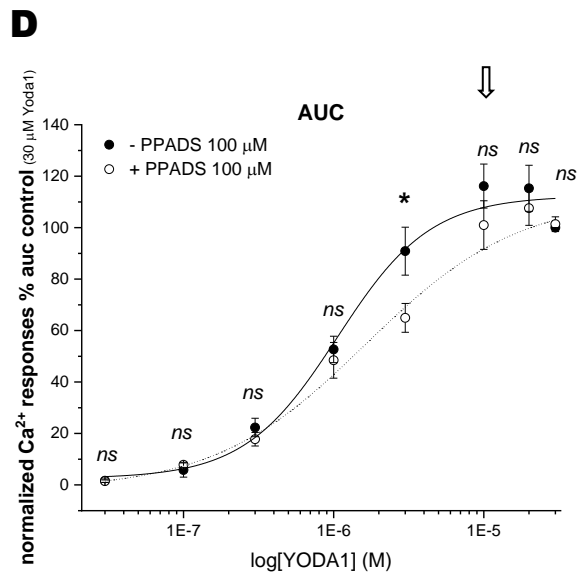 D
AUC
- PPADS 100 µM
+ PPADS 100 µM
normalized Ca²⁺ responses % auc control (30 µM Yoda1)
140
120
100
80
60
40
20
0
ns
ns
ns
ns
*
ns
ns
ns
1E-7
1E-6
1E-5
log[YODA1] (M)